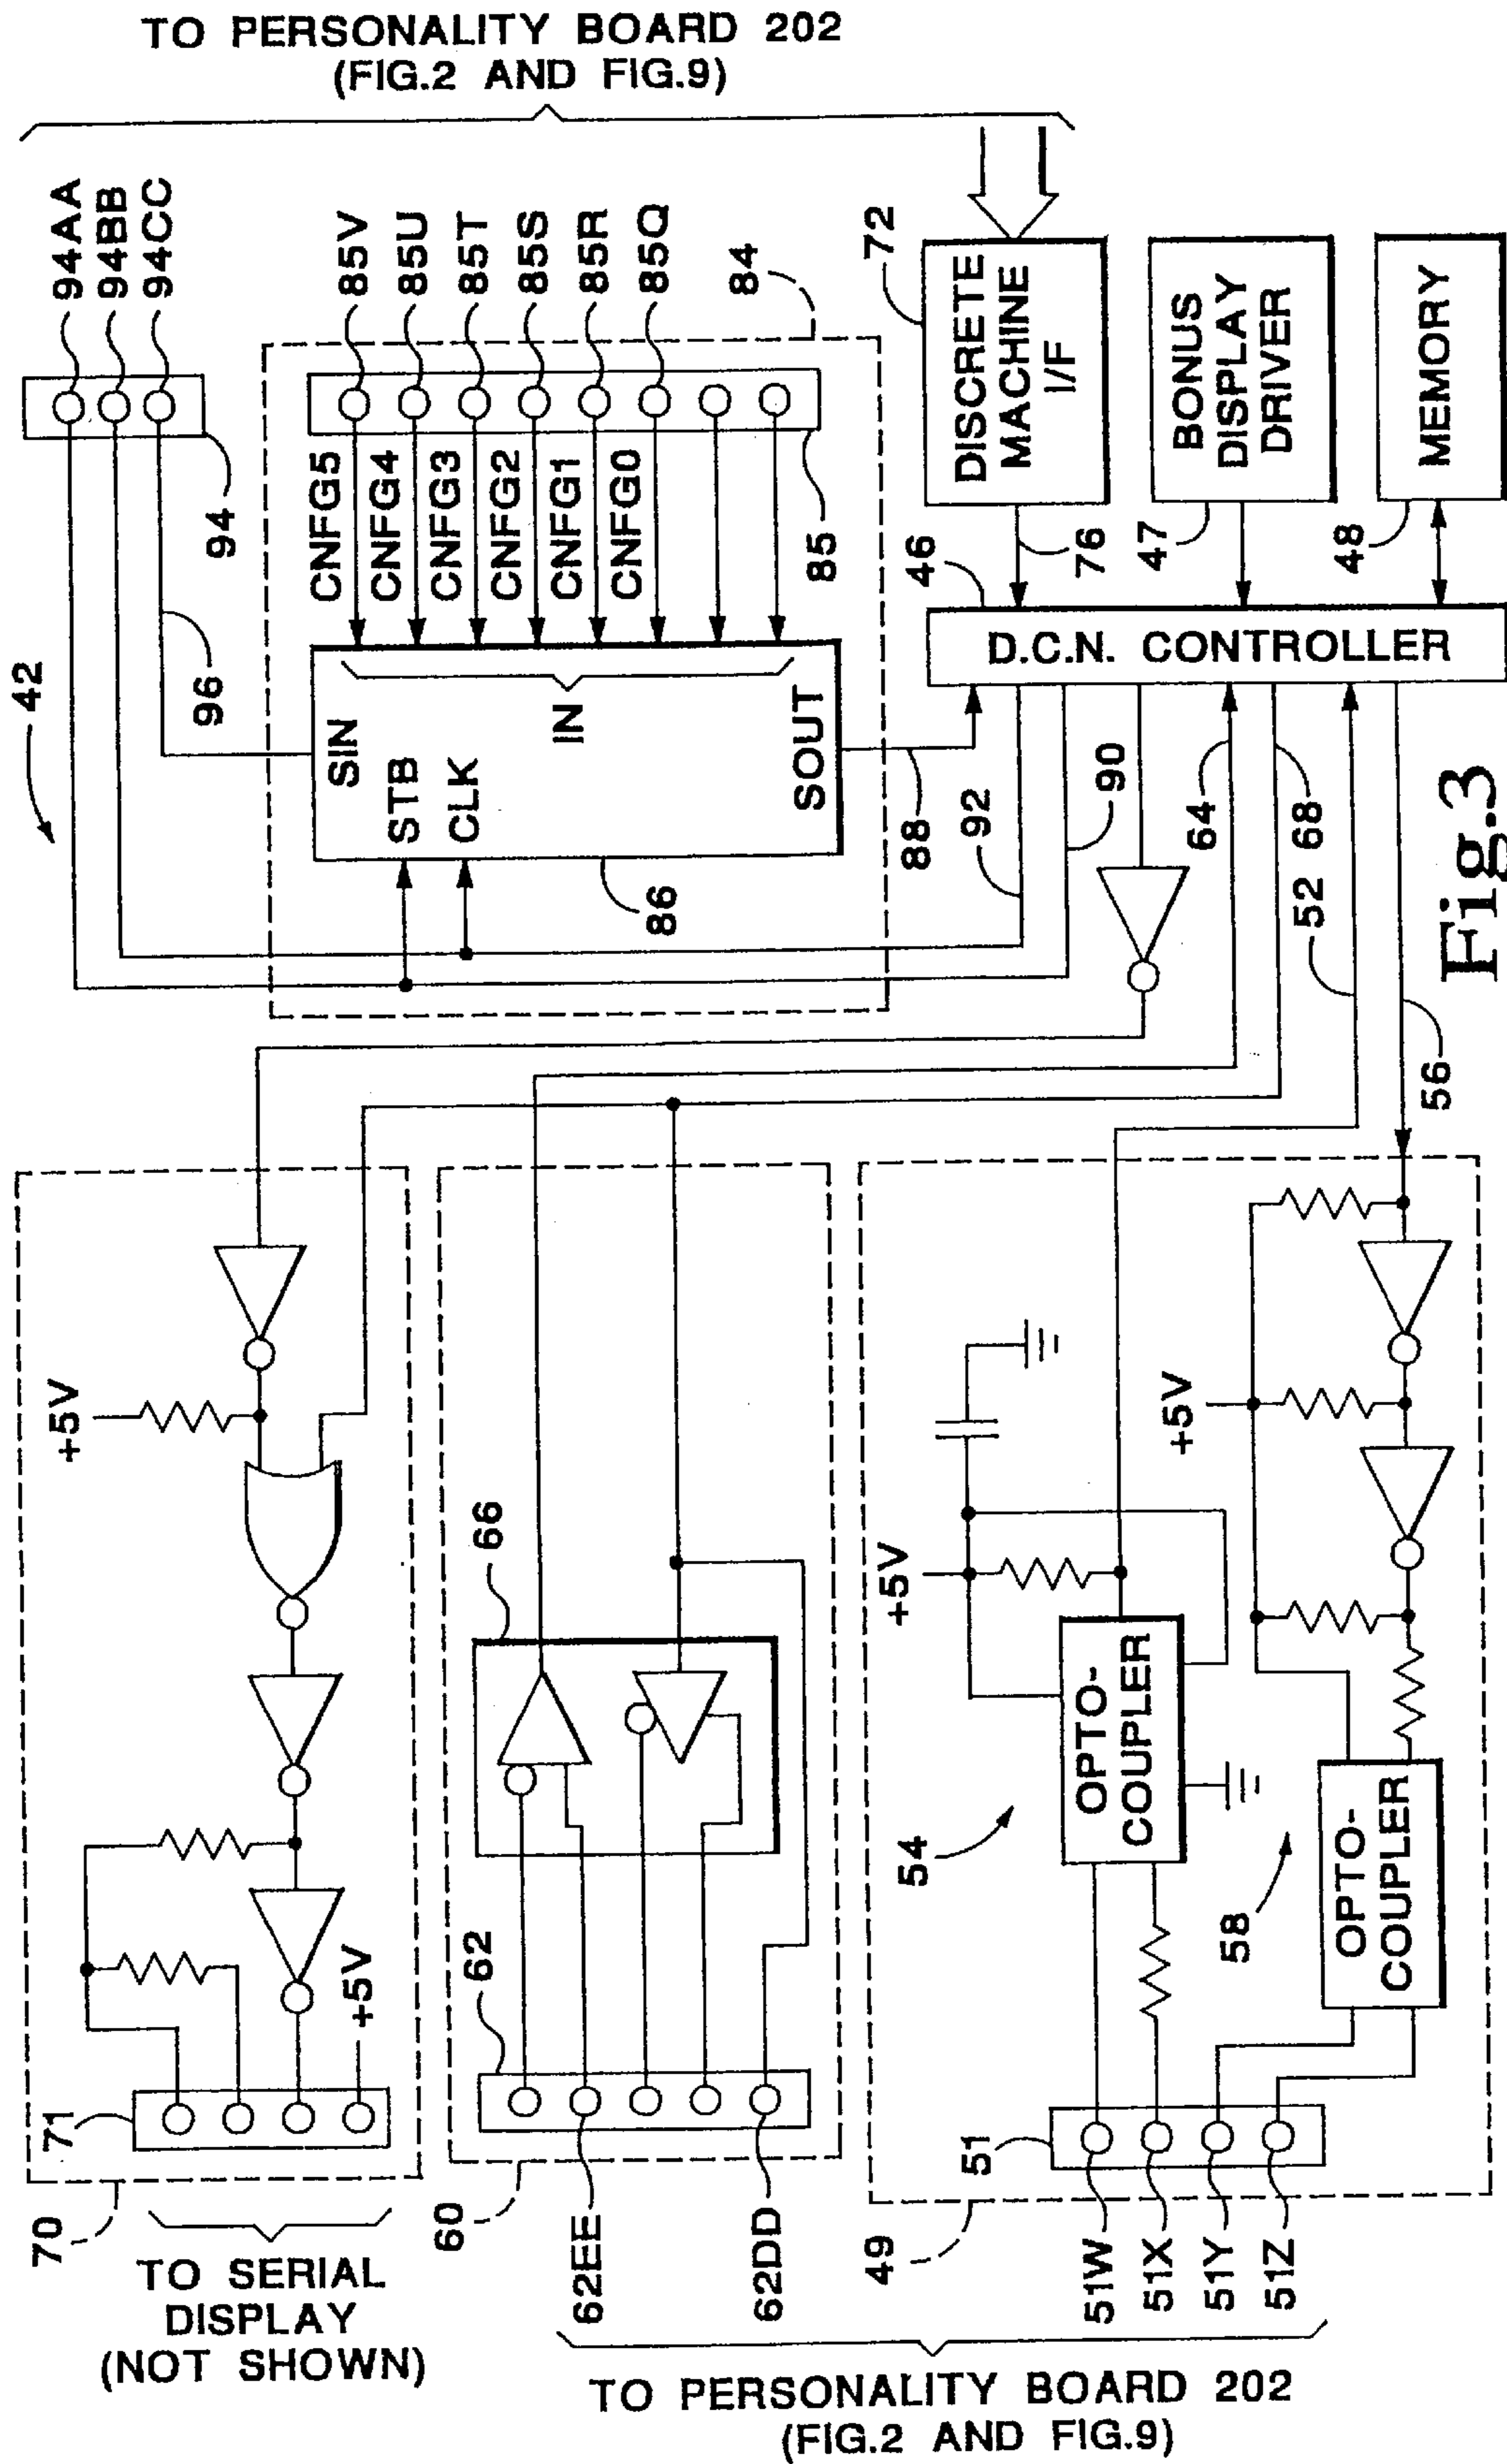 TO PERSONALITY BOARD 202
(FIG.2 AND FIG.9)
94AA
94BB
94CC
94
96
42
85V
85U
85T
85S
85R
85Q
84
CNFG5
CNFG4
CNFG3
CNFG2
CNFG1
CNFG0
85
SIN
STB
CLK
IN
SOUT
86
88
72
DISCRETE
MACHINE
I/F
76
BONUS
DISPLAY
DRIVER
47
MEMORY
48
46
D.C.N. CONTROLLER
92
90
64
68
52
56
Fig.3
+5V
+5V
71
70
TO SERIAL
DISPLAY
(NOT SHOWN)
66
62
60
62EE
62DD
+5V
+5V
OPTO-
COUPLER
54
OPTO-
COUPLER
58
51
49
51W
51X
51Y
51Z
TO PERSONALITY BOARD 202
(FIG.2 AND FIG.9)